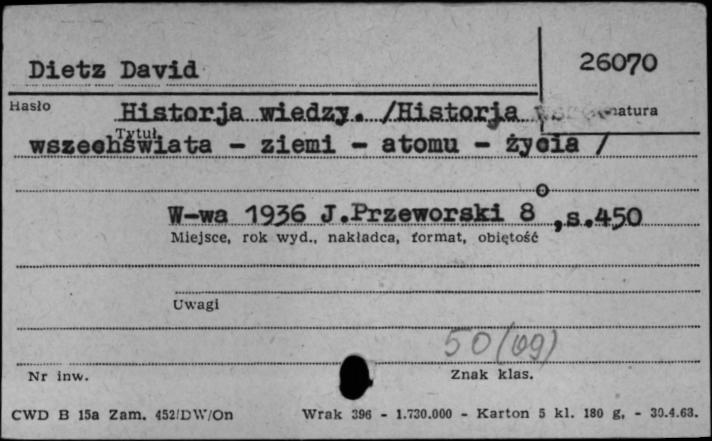 Dietz David
26070
Hasło
Historja wiedzy. /Historja
natura
Tytuł
wszechświata - ziemi - atomu - życia /
W-wa 1936 J.Przeworski 8o,s.450
Miejsce, rok wyd., nakładca, format, obiętość
Uwagi
50(09)
Nr inw.
Znak klas.
CWD B 15a Zam. 452/DW/On
Wrak 396 - 1.730.000 - Karton 5 kl. 180 g. - 30.4.63.